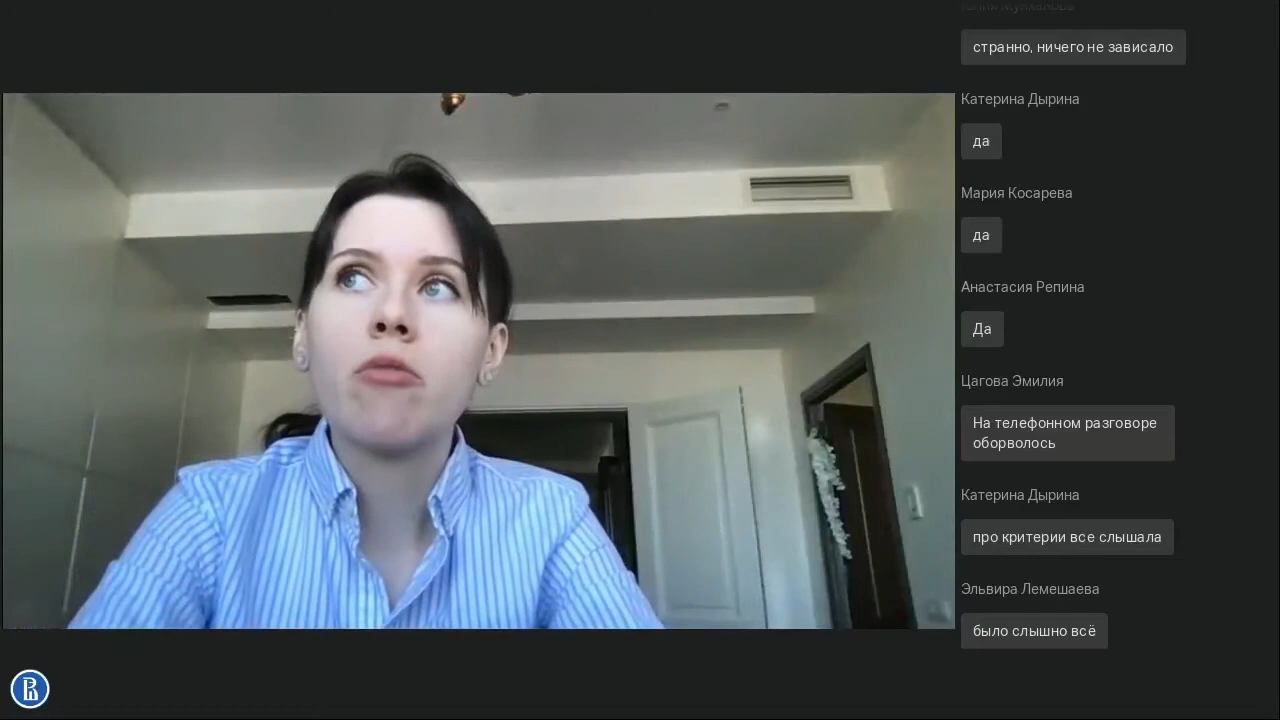 странно, ничего не зависало
Катерина Дырина
да
Мария Косарева
да
Анастасия Репина
Да
Цагова Эмилия
На телефонном разговоре
оборволось
Катерина Дырина
про критерии все слышала
Эльвира Лемешаева
было слышно всё